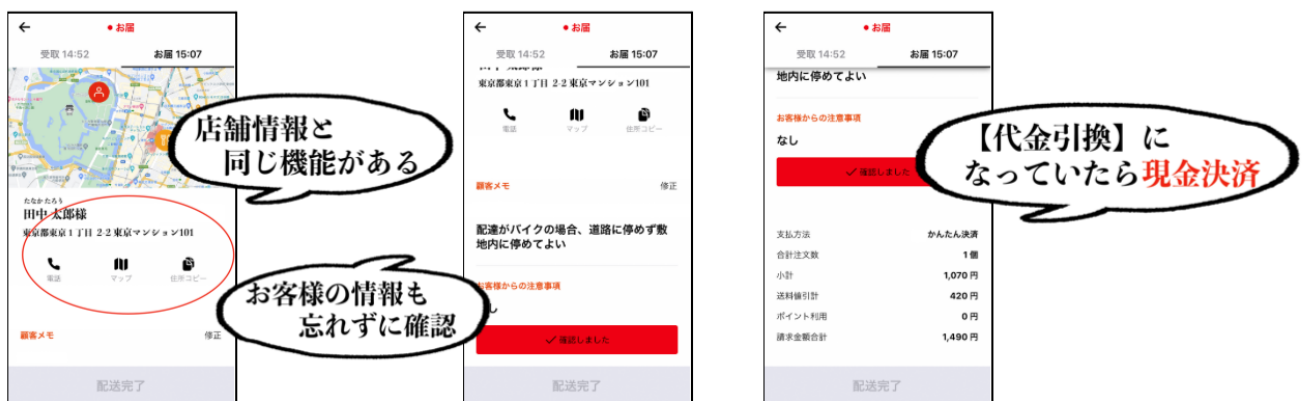 お届
受取 14:52
お届 15:07
たなか たろう
田中 太郎様
東京都東京1丁目 2-2 東京マンション101
電話
マップ
住所コピー
顧客メモ
修正
配送完了
店舗情報と
同じ機能がある
お届
受取 14:52
お届 15:07
東京都東京1丁目 2-2 東京マンション101
電話
マップ
住所コピー
顧客メモ
修正
配達がバイクの場合、道路に停めず敷
地内に停めてよい
お客様からの注意事項
確認しました
配送完了
お客様の情報も
忘れずに確認
お届
受取 14:52
お届 15:07
地内に停めてよい
お客様からの注意事項
なし
確認しました
支払方法 かんたん決済
合計注文数 1 個
小計 1,070 円
送料値引計 420 円
ポイント利用 0 円
請求金額合計 1,490 円
配送完了
【代金引換】に
なっていたら現金決済